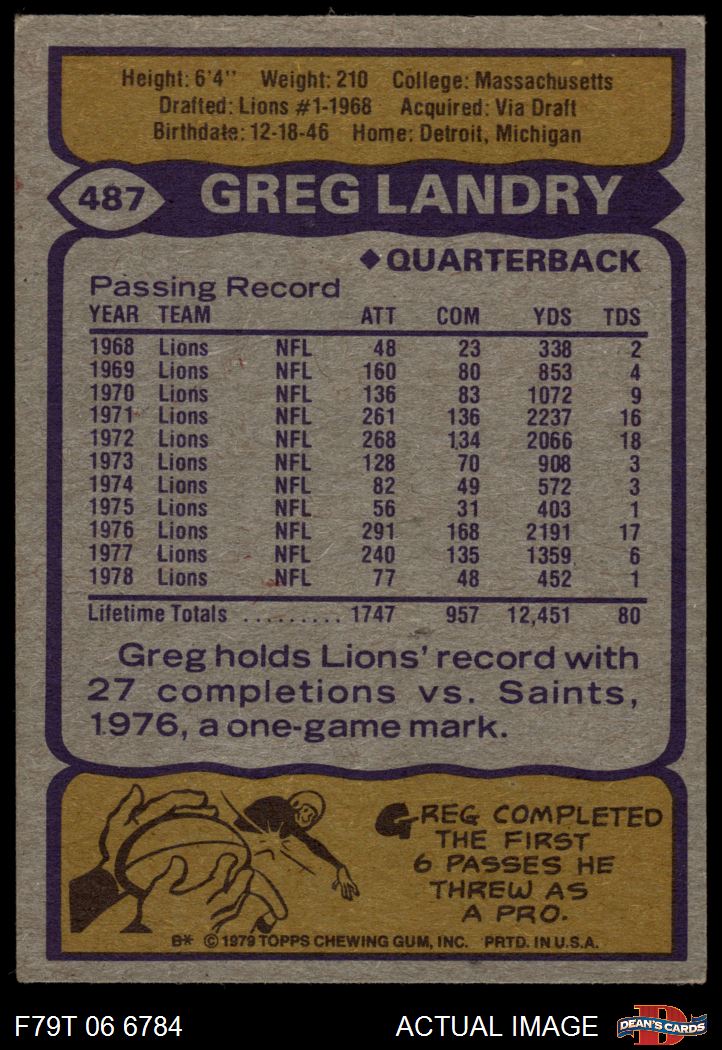 Height: 6'4" Weight: 210 College: Massachusetts
Drafted: Lions #1-1968 Acquired: Via Draft
Birthdate: 12-18-46 Home: Detroit, Michigan
487 GREG LANDRY
◆QUARTERBACK
Passing Record
YEAR TEAM ATT COM YDS TDS
1968 Lions NFL 48 23 338 2
1969 Lions NFL 160 80 853 4
1970 Lions NFL 136 83 1072 9
1971 Lions NFL 261 136 2237 16
1972 Lions NFL 268 134 2066 18
1973 Lions NFL 128 70 908 3
1974 Lions NFL 82 49 572 3
1975 Lions NFL 56 31 403 1
1976 Lions NFL 291 168 2191 17
1977 Lions NFL 240 135 1359 6
1978 Lions NFL 77 48 452 1
Lifetime Totals ......... 1747 957 12,451 80
Greg holds Lions' record with
27 completions vs. Saints,
1976, a one-game mark.
GREG COMPLETED
THE FIRST
6 PASSES HE
THREW AS
A PRO.
B* © 1979 TOPPS CHEWING GUM, INC. PRTD. IN U.S.A.
F79T 06 6784 ACTUAL IMAGE D DEAN'S CARDS